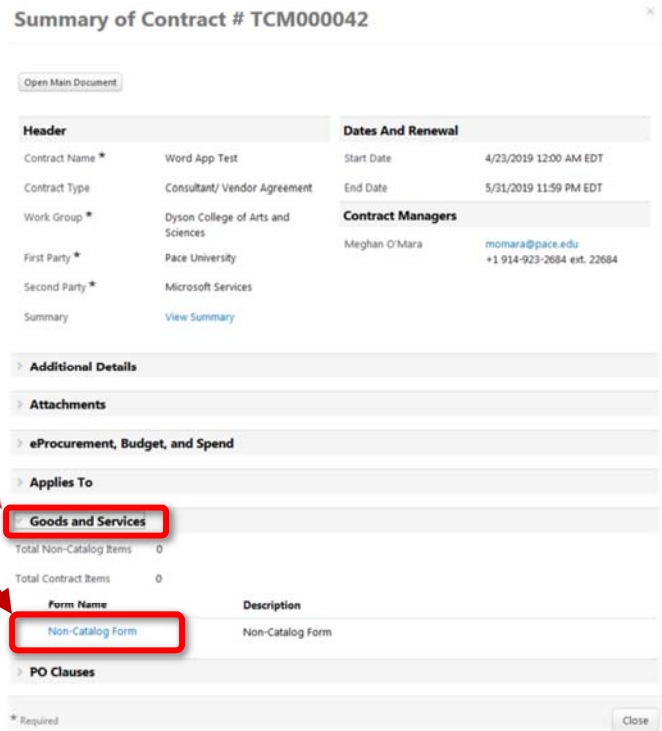 Summary of Contract # TCM000042
×
Open Main Document
Header
Contract Name * Word App Test
Contract Type Consultant/ Vendor Agreement
Work Group * Dyson College of Arts and
Sciences
First Party * Pace University
Second Party * Microsoft Services
Summary View Summary
Dates And Renewal
Start Date 4/23/2019 12:00 AM EDT
End Date 5/31/2019 11:59 PM EDT
Contract Managers
Meghan O'Mara momara@pace.edu
+1 914-923-2684 ext. 22684
Additional Details
Attachments
eProcurement, Budget, and Spend
Applies To
Goods and Services
Total Non-Catalog Items 0
Total Contract Items 0
Form Name Description
Non-Catalog Form Non-Catalog Form
PO Clauses
* Required
Close